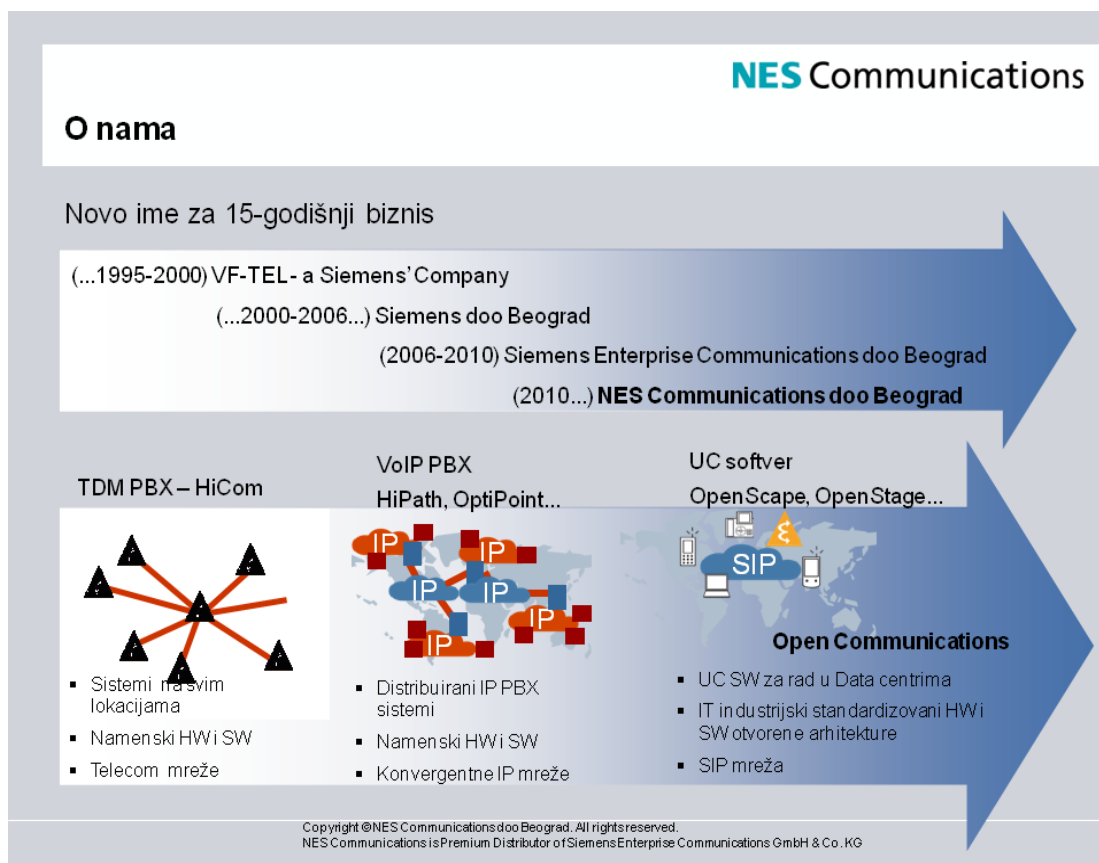 NES Communications
O nama
Novo ime za 15-godišnji biznis
(...1995-2000) VF-TEL- a Siemens' Company
(...2000-2006...) Siemens doo Beograd
(2006-2010) Siemens Enterprise Communications doo Beograd
(2010...) NES Communications doo Beograd
TDM PBX – HiCom
VoIP PBX
HiPath, OptiPoint...
UC softver
OpenScape, OpenStage...
IP
IP
IP
IP
IP
IP
SIP
Open Communications
▪ Sistemi na svim
lokacijama
▪ Namenski HW i SW
▪ Telecom mreže
▪ Distribuirani IP PBX
sistemi
▪ Namenski HW i SW
▪ Konvergentne IP mreže
▪ UC SW za rad u Data centrima
▪ IT industrijski standardizovani HW i
SW otvorene arhitekture
▪ SIP mreža
Copyright © NES Communications doo Beograd. All rights reserved.
NES Communications is Premium Distributor of Siemens Enterprise Communications GmbH & Co. KG